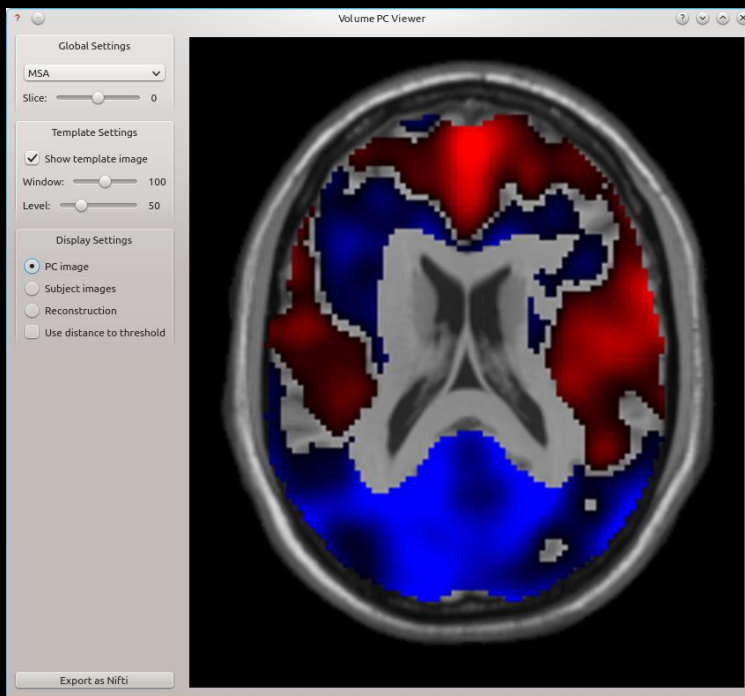 Volume PC Viewer
Global Settings
MSA
Slice: 0
Template Settings
Show template image
Window: 100
Level: 50
Display Settings
PC image
Subject images
Reconstruction
Use distance to threshold
Export as Nifti